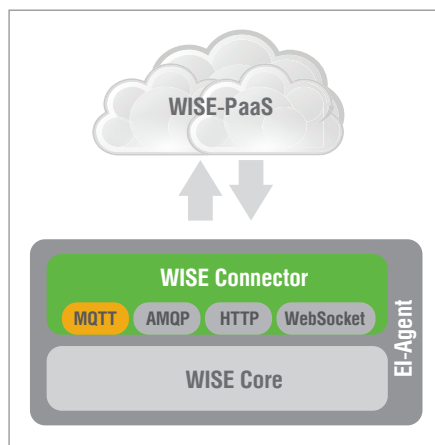 WISE-PaaS
WISE Connector
MQTT AMQP HTTP WebSocket
WISE Core
EI-Agent